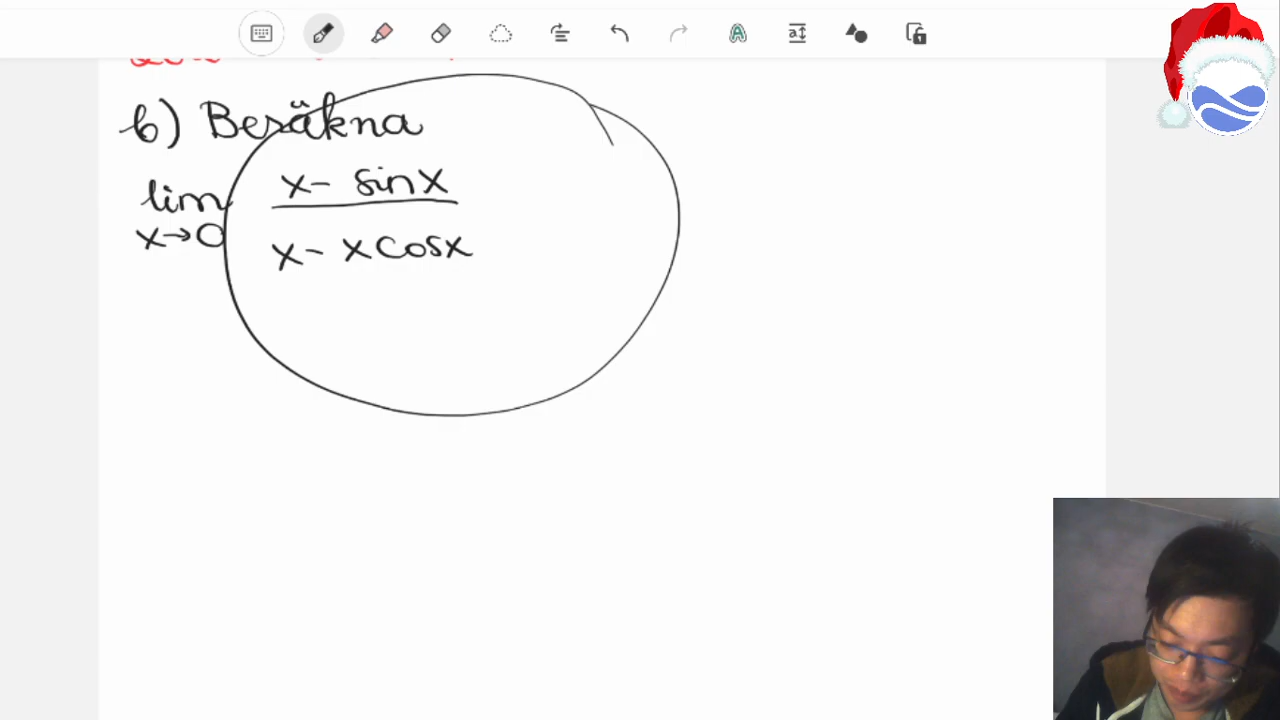 b) Beräkna
lim x - sin x
x→0 x - x cos x